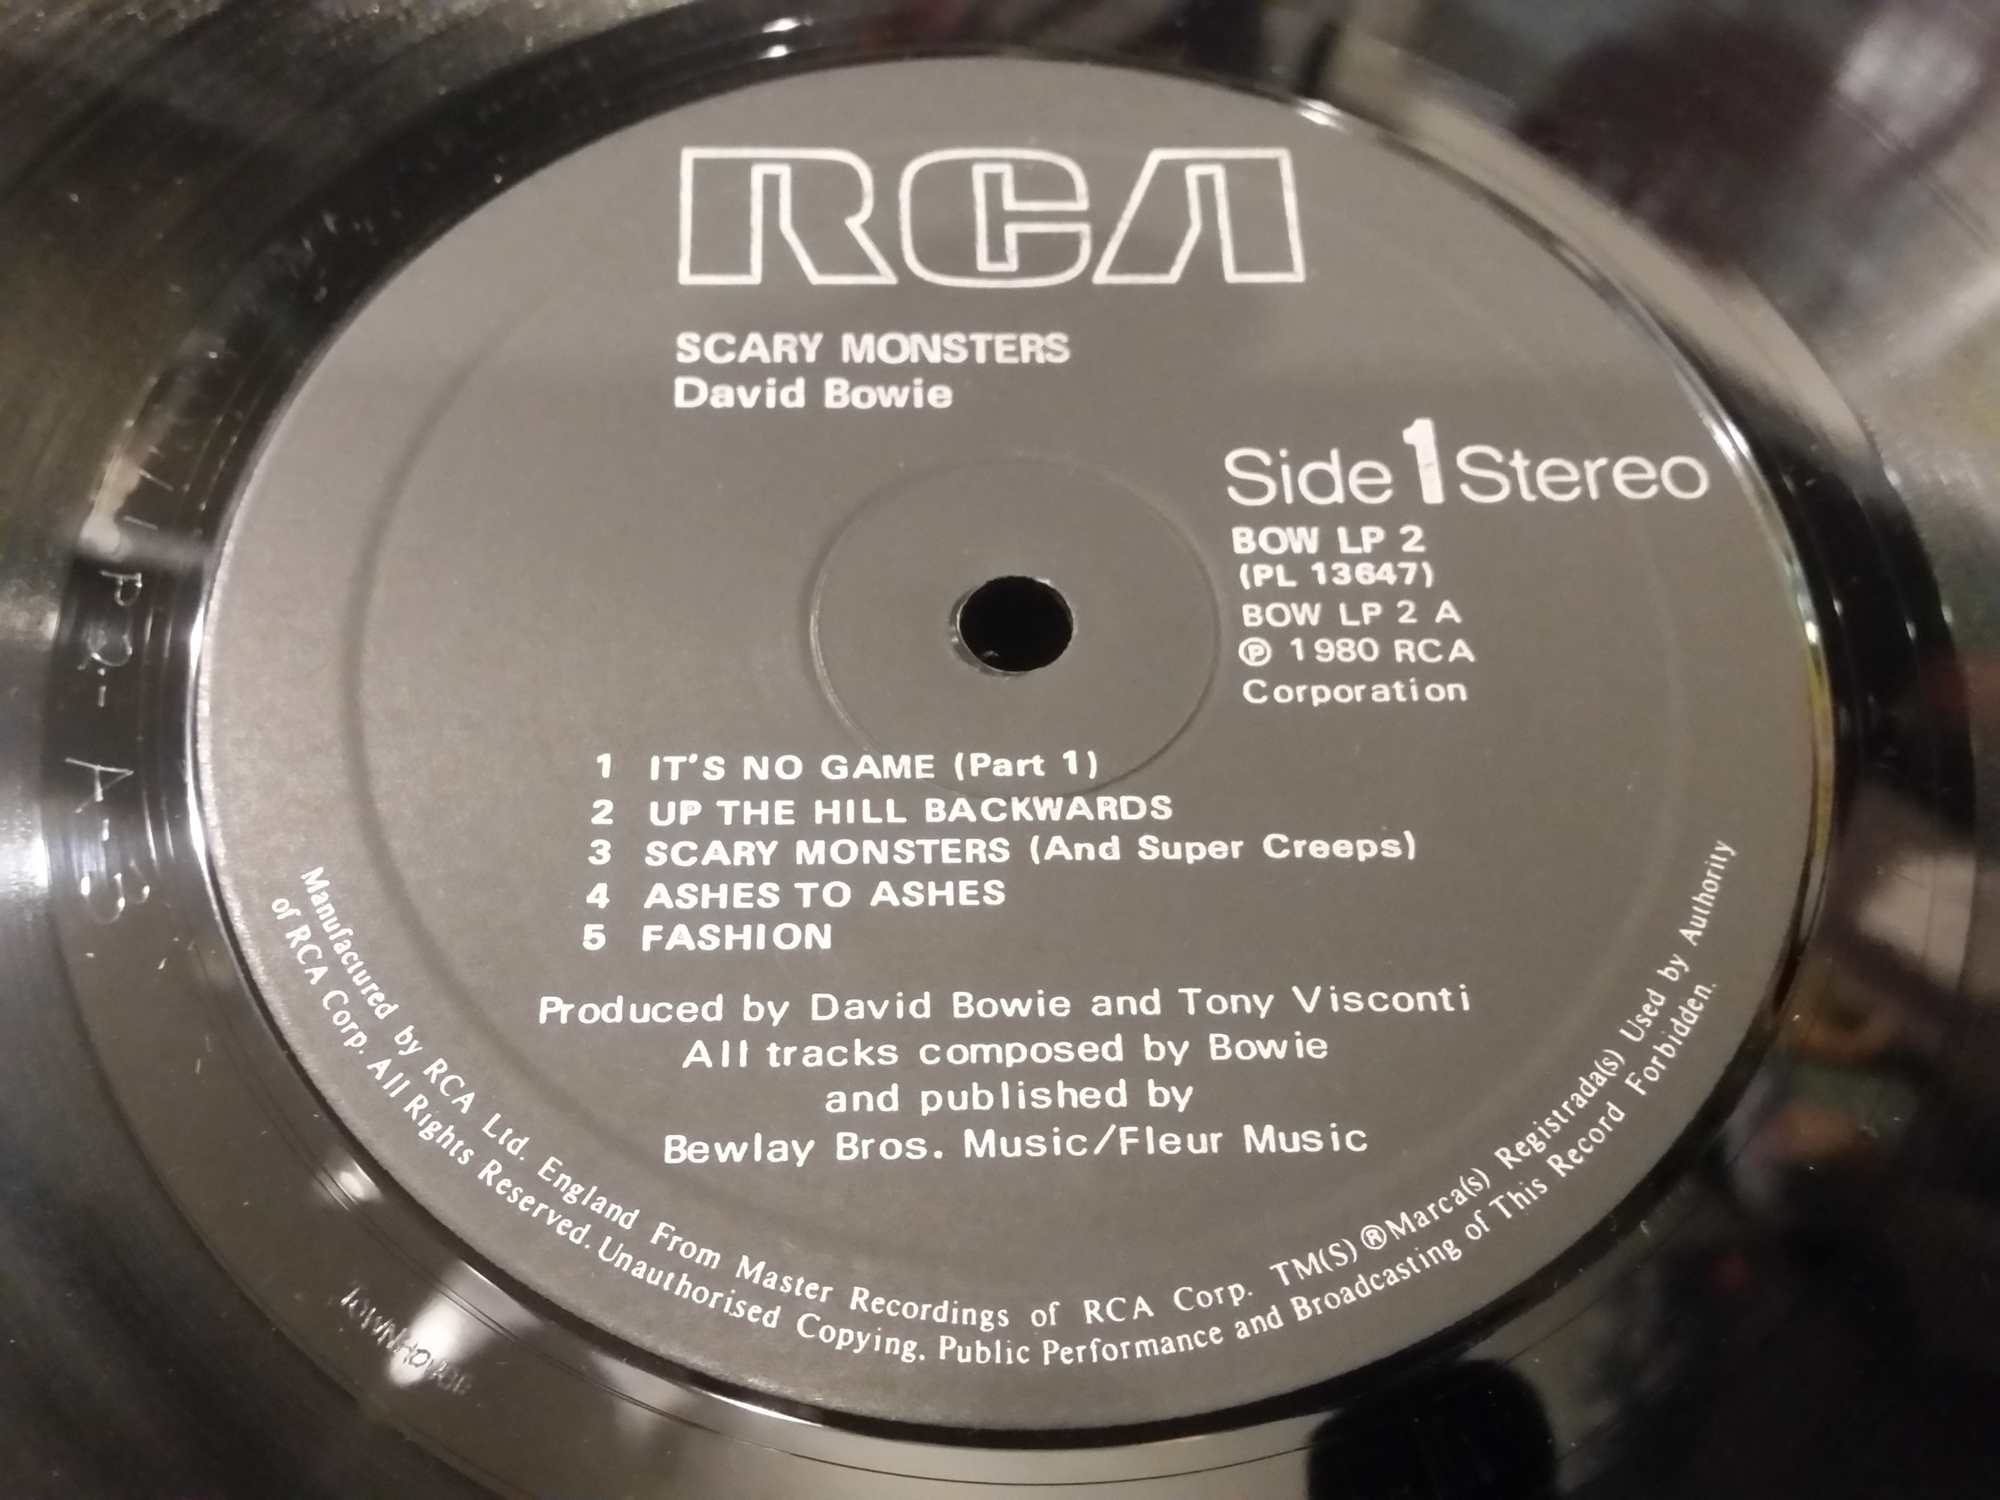 RCA
SCARY MONSTERS
David Bowie
Side 1 Stereo
BOW LP 2
(PL 13647)
BOW LP 2 A
℗ 1980 RCA
Corporation
1 IT'S NO GAME (Part 1)
2 UP THE HILL BACKWARDS
3 SCARY MONSTERS (And Super Creeps)
4 ASHES TO ASHES
5 FASHION
Produced by David Bowie and Tony Visconti
All tracks composed by Bowie
and published by
Bewlay Bros. Music/Fleur Music
Manufactured by RCA Ltd. England From Master Recordings of RCA Corp. TM(S) ®Marca(s) Registrada(s) Used by Authority
of RCA Corp. All Rights Reserved. Unauthorised Copying. Public Performance and Broadcasting of This Record Forbidden.